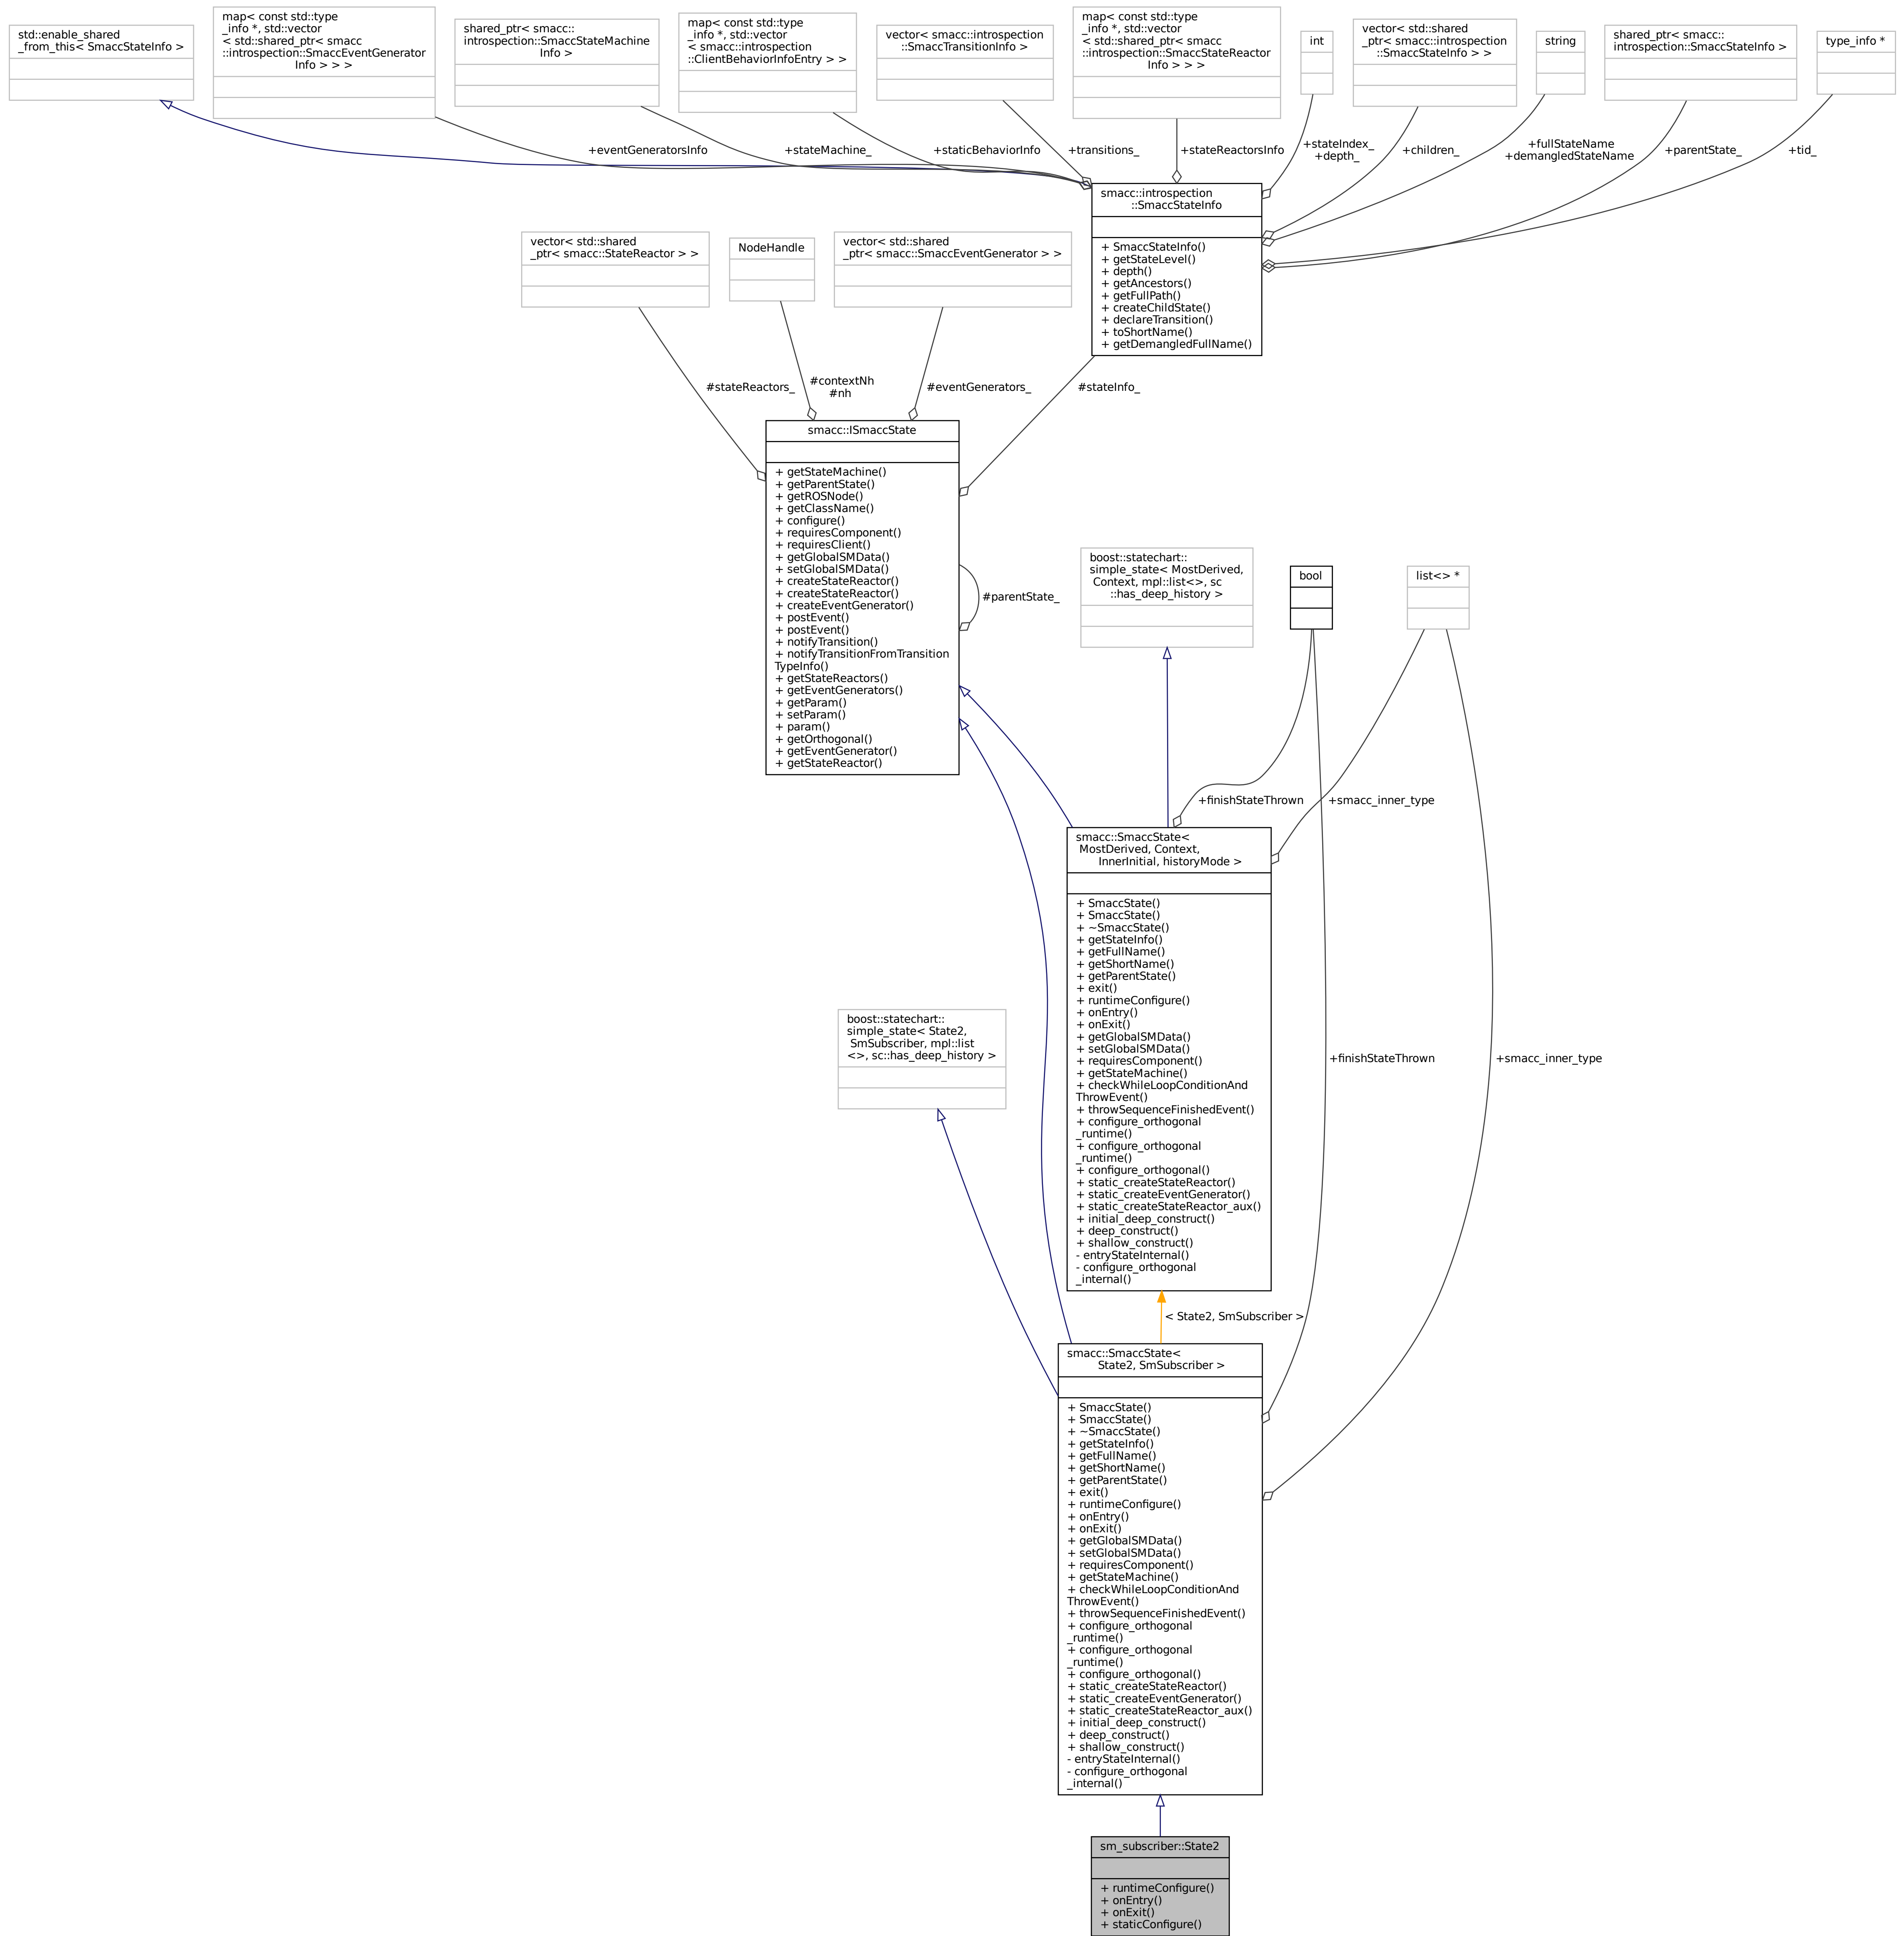 std::enable_shared
_from_this< SmaccStateInfo >
map< const std::type
_info *, std::vector
< std::shared_ptr< smacc
::introspection::SmaccEventGenerator
Info > > >
shared_ptr< smacc::
introspection::SmaccStateMachine
Info >
map< const std::type
_info *, std::vector
< smacc::introspection
::ClientBehaviorInfoEntry > >
vector< smacc::introspection
::SmaccTransitionInfo >
map< const std::type
_info *, std::vector
< std::shared_ptr< smacc
::introspection::SmaccStateReactor
Info > > >
int
vector< std::shared
_ptr< smacc::introspection
::SmaccStateInfo > >
string
shared_ptr< smacc::
introspection::SmaccStateInfo >
type_info *
+eventGeneratorsInfo
+stateMachine_
+staticBehaviorInfo
+transitions_
+stateReactorsInfo
+stateIndex_
+depth_
+children_
+fullStateName
+demangledStateName
+parentState_
+tid_
smacc::introspection
::SmaccStateInfo
+ SmaccStateInfo()
+ getStateLevel()
+ depth()
+ getAncestors()
+ getFullPath()
+ createChildState()
+ declareTransition()
+ toShortName()
+ getDemangledFullName()
vector< std::shared
_ptr< smacc::StateReactor > >
NodeHandle
vector< std::shared
_ptr< smacc::SmaccEventGenerator > >
#stateReactors_
#contextNh
#nh
#eventGenerators_
#stateInfo_
smacc::ISmaccState
+ getStateMachine()
+ getParentState()
+ getROSNode()
+ getClassName()
+ configure()
+ requiresComponent()
+ requiresClient()
+ getGlobalSMData()
+ setGlobalSMData()
+ createStateReactor()
+ createStateReactor()
+ createEventGenerator()
+ postEvent()
+ postEvent()
+ notifyTransition()
+ notifyTransitionFromTransition
TypeInfo()
+ getStateReactors()
+ getEventGenerators()
+ getParam()
+ setParam()
+ param()
+ getOrthogonal()
+ getEventGenerator()
+ getStateReactor()
#parentState_
boost::statechart::
simple_state< MostDerived,
Context, mpl::list<>, sc
::has_deep_history >
bool
list<> *
+finishStateThrown
+smacc_inner_type
smacc::SmaccState<
MostDerived, Context,
InnerInitial, historyMode >
+ SmaccState()
+ SmaccState()
+ ~SmaccState()
+ getStateInfo()
+ getFullName()
+ getShortName()
+ getParentState()
+ exit()
+ runtimeConfigure()
+ onEntry()
+ onExit()
+ getGlobalSMData()
+ setGlobalSMData()
+ requiresComponent()
+ getStateMachine()
+ checkWhileLoopConditionAnd
ThrowEvent()
+ throwSequenceFinishedEvent()
+ configure_orthogonal
_runtime()
+ configure_orthogonal
_runtime()
+ configure_orthogonal()
+ static_createStateReactor()
+ static_createEventGenerator()
+ static_createStateReactor_aux()
+ initial_deep_construct()
+ deep_construct()
+ shallow_construct()
- entryStateInternal()
- configure_orthogonal
_internal()
boost::statechart::
simple_state< State2,
SmSubscriber, mpl::list
<>, sc::has_deep_history >
+finishStateThrown
+smacc_inner_type
< State2, SmSubscriber >
smacc::SmaccState<
State2, SmSubscriber >
+ SmaccState()
+ SmaccState()
+ ~SmaccState()
+ getStateInfo()
+ getFullName()
+ getShortName()
+ getParentState()
+ exit()
+ runtimeConfigure()
+ onEntry()
+ onExit()
+ getGlobalSMData()
+ setGlobalSMData()
+ requiresComponent()
+ getStateMachine()
+ checkWhileLoopConditionAnd
ThrowEvent()
+ throwSequenceFinishedEvent()
+ configure_orthogonal
_runtime()
+ configure_orthogonal
_runtime()
+ configure_orthogonal()
+ static_createStateReactor()
+ static_createEventGenerator()
+ static_createStateReactor_aux()
+ initial_deep_construct()
+ deep_construct()
+ shallow_construct()
- entryStateInternal()
- configure_orthogonal
_internal()
sm_subscriber::State2
+ runtimeConfigure()
+ onEntry()
+ onExit()
+ staticConfigure()